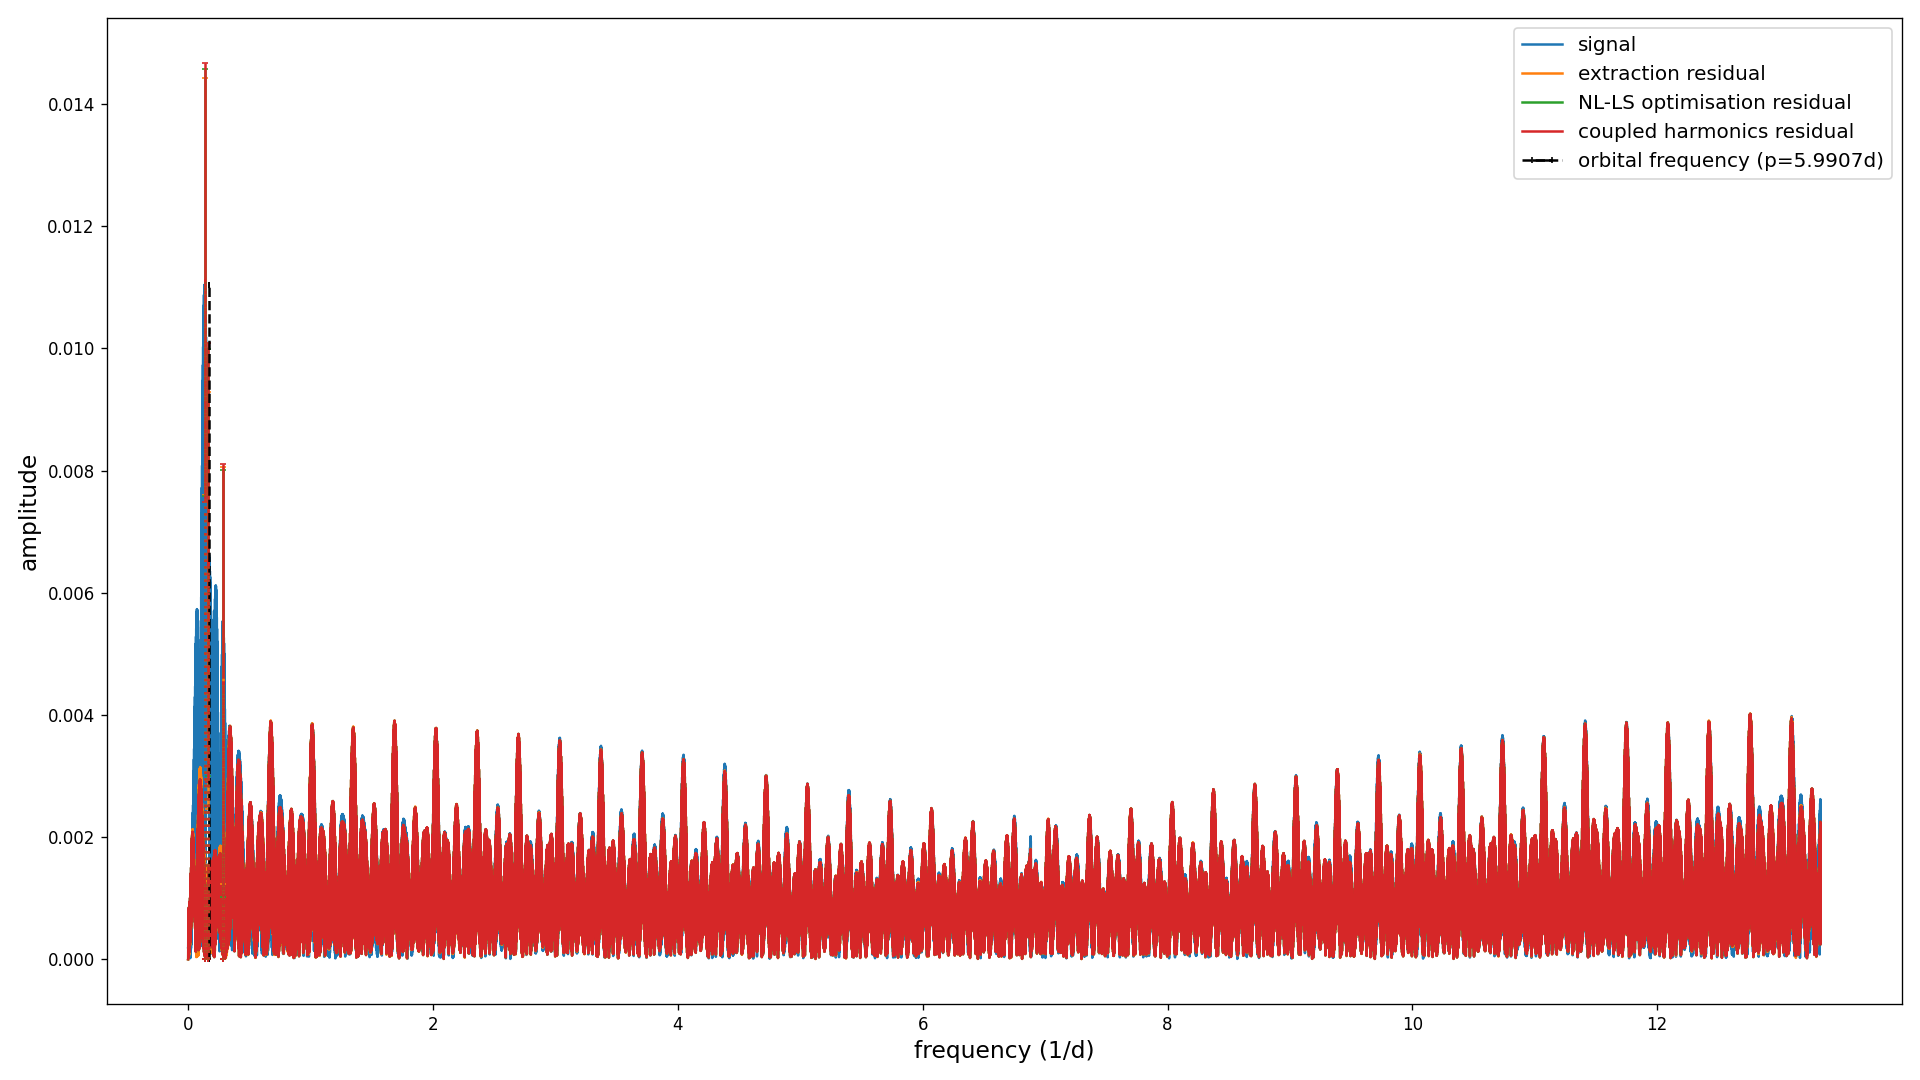 signal
extraction residual
NL-LS optimisation residual
coupled harmonics residual
orbital frequency (p=5.9907d)
0.014
0.012
0.010
0.008
0.006
0.004
0.002
0.000
amplitude
0 2 4 6 8 10 12
frequency (1/d)